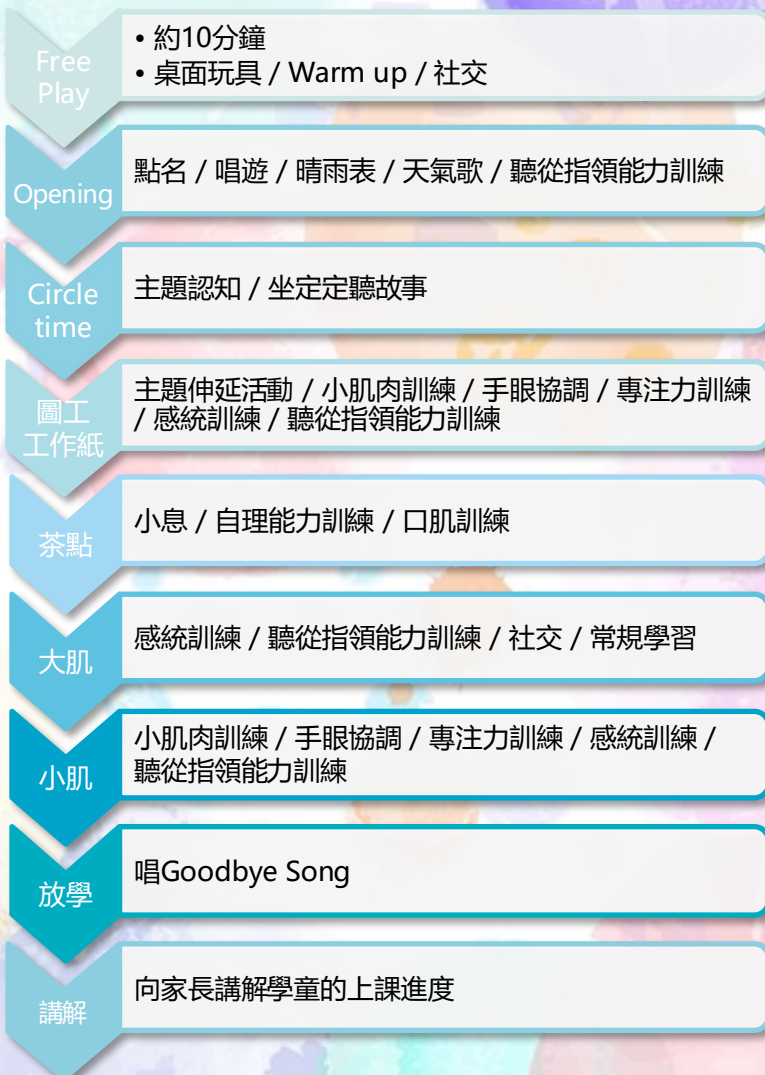 Free
Play
• 約10分鐘
• 桌面玩具 / Warm up / 社交
Opening
點名 / 唱遊 / 晴雨表 / 天氣歌 / 聽從指領能力訓練
Circle
time
主題認知 / 坐定定聽故事
圖工
工作紙
主題伸延活動 / 小肌肉訓練 / 手眼協調 / 專注力訓練
/ 感統訓練 / 聽從指領能力訓練
茶點
小息 / 自理能力訓練 / 口肌訓練
大肌
感統訓練 / 聽從指領能力訓練 / 社交 / 常規學習
小肌
小肌肉訓練 / 手眼協調 / 專注力訓練 / 感統訓練 /
聽從指領能力訓練
放學
唱Goodbye Song
講解
向家長講解學童的上課進度